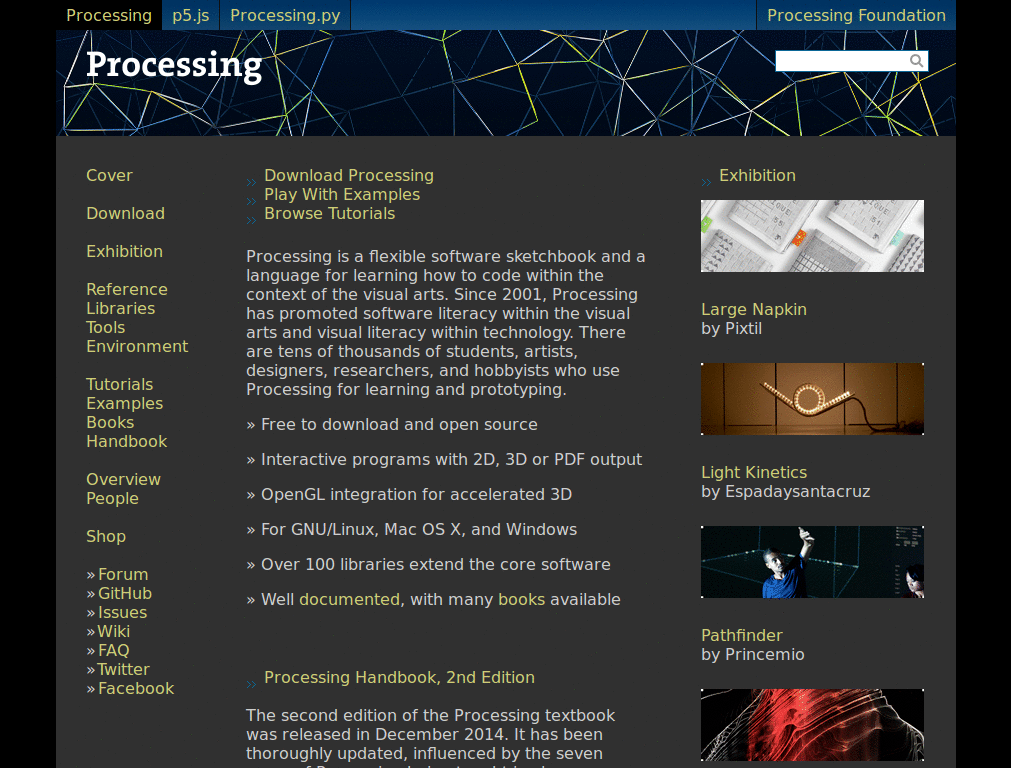 Processing
p5.js
Processing.py
Processing Foundation
Processing
Cover
Download
Exhibition
Reference
Libraries
Tools
Environment
Tutorials
Examples
Books
Handbook
Overview
People
Shop
» Forum
» GitHub
» Issues
» Wiki
» FAQ
» Twitter
» Facebook
» Download Processing
» Play With Examples
» Browse Tutorials
Processing is a flexible software sketchbook and a
language for learning how to code within the
context of the visual arts. Since 2001, Processing
has promoted software literacy within the visual
arts and visual literacy within technology. There
are tens of thousands of students, artists,
designers, researchers, and hobbyists who use
Processing for learning and prototyping.
» Free to download and open source
» Interactive programs with 2D, 3D or PDF output
» OpenGL integration for accelerated 3D
» For GNU/Linux, Mac OS X, and Windows
» Over 100 libraries extend the core software
» Well documented, with many books available
» Processing Handbook, 2nd Edition
The second edition of the Processing textbook
was released in December 2014. It has been
thoroughly updated, influenced by the seven
» Exhibition
Large Napkin
by Pixtil
Light Kinetics
by Espadaysantacruz
Pathfinder
by Princemio